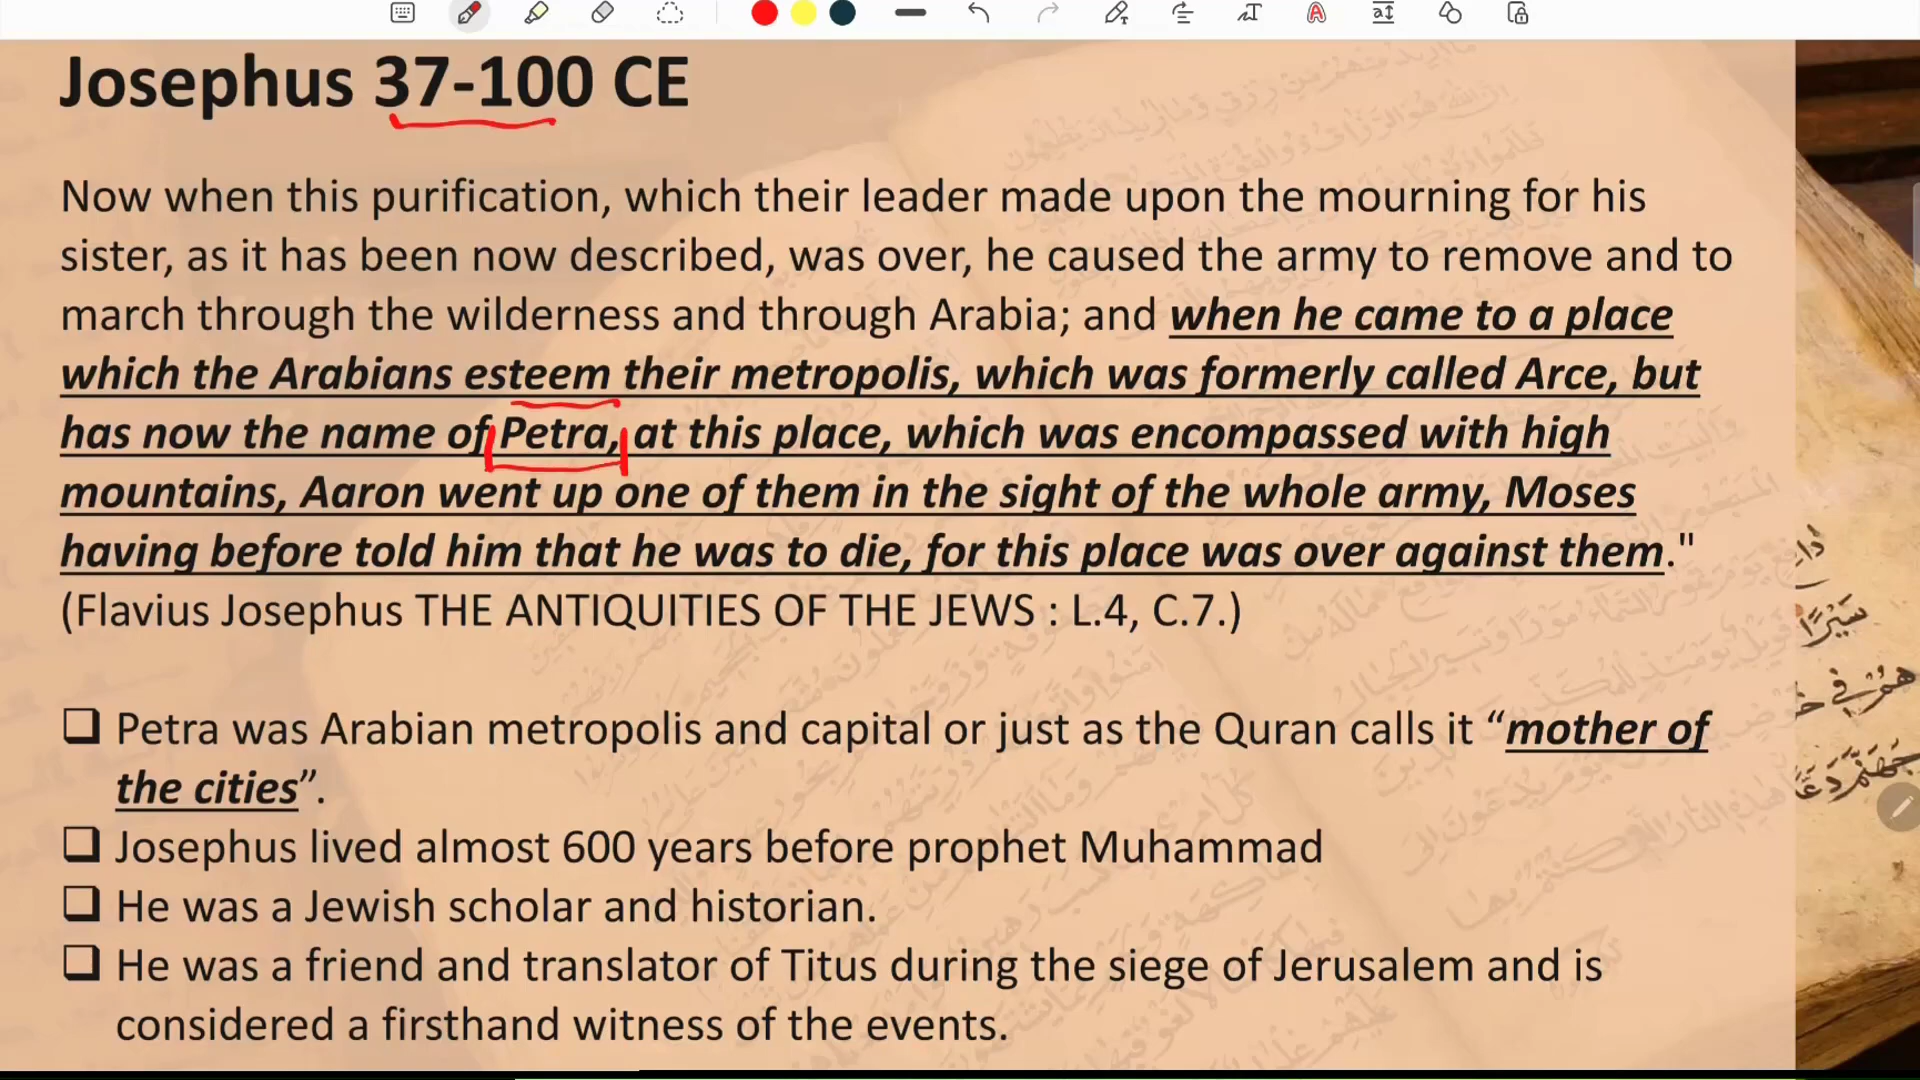 Josephus 37-100 CE
Now when this purification, which their leader made upon the mourning for his
sister, as it has been now described, was over, he caused the army to remove and to
march through the wilderness and through Arabia; and when he came to a place
which the Arabians esteem their metropolis, which was formerly called Arce, but
has now the name of Petra, at this place, which was encompassed with high
mountains, Aaron went up one of them in the sight of the whole army, Moses
having before told him that he was to die, for this place was over against them."
(Flavius Josephus THE ANTIQUITIES OF THE JEWS : L.4, C.7.)
❑ Petra was Arabian metropolis and capital or just as the Quran calls it “mother of
the cities”.
❑ Josephus lived almost 600 years before prophet Muhammad
❑ He was a Jewish scholar and historian.
❑ He was a friend and translator of Titus during the siege of Jerusalem and is
considered a firsthand witness of the events.